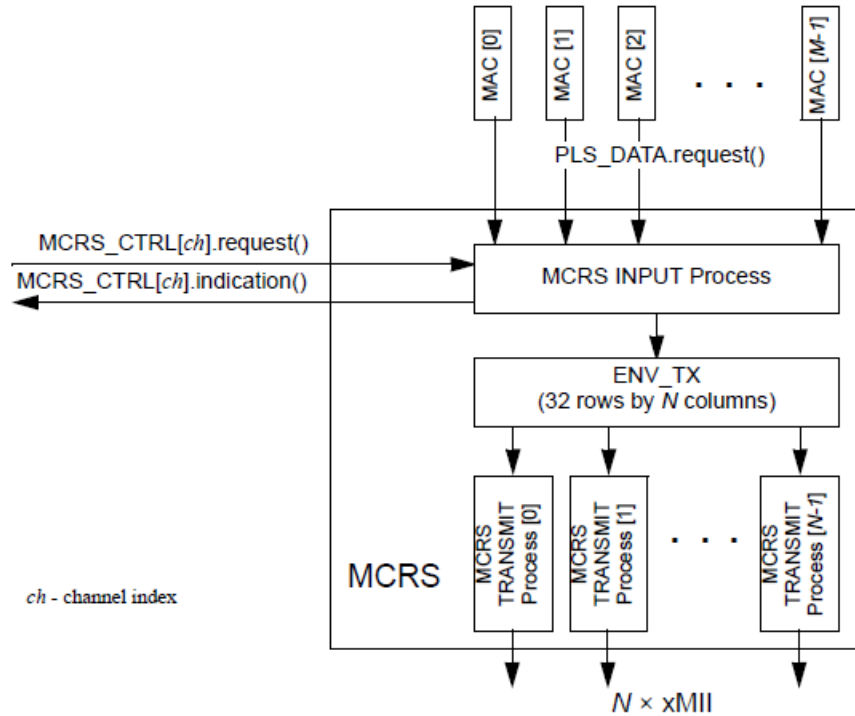 MAC [0]
MAC [1]
MAC [2]
. . .
MAC [M-1]
PLS_DATA.request()
MCRS_CTRL[ch].request()
MCRS_CTRL[ch].indication()
MCRS INPUT Process
ENV_TX
(32 rows by N columns)
MCRS
TRANSMIT
Process [0]
MCRS
TRANSMIT
Process [1]
. . .
MCRS
TRANSMIT
Process [N-1]
MCRS
ch - channel index
N × xMII